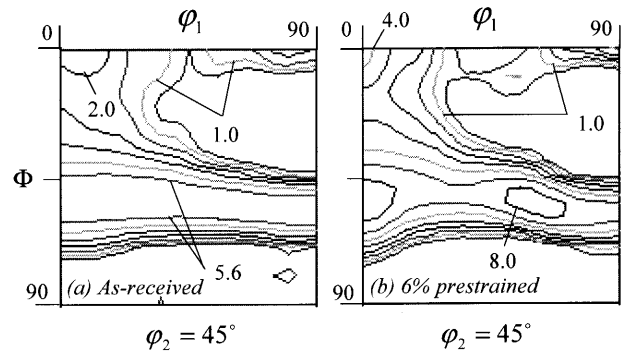 0 φ₁ 90
2.0
1.0
Φ
5.6
90 (a) As-received
φ₂ = 45°
0 φ₁ 90
4.0
1.0
8.0
90 (b) 6% prestrained
φ₂ = 45°